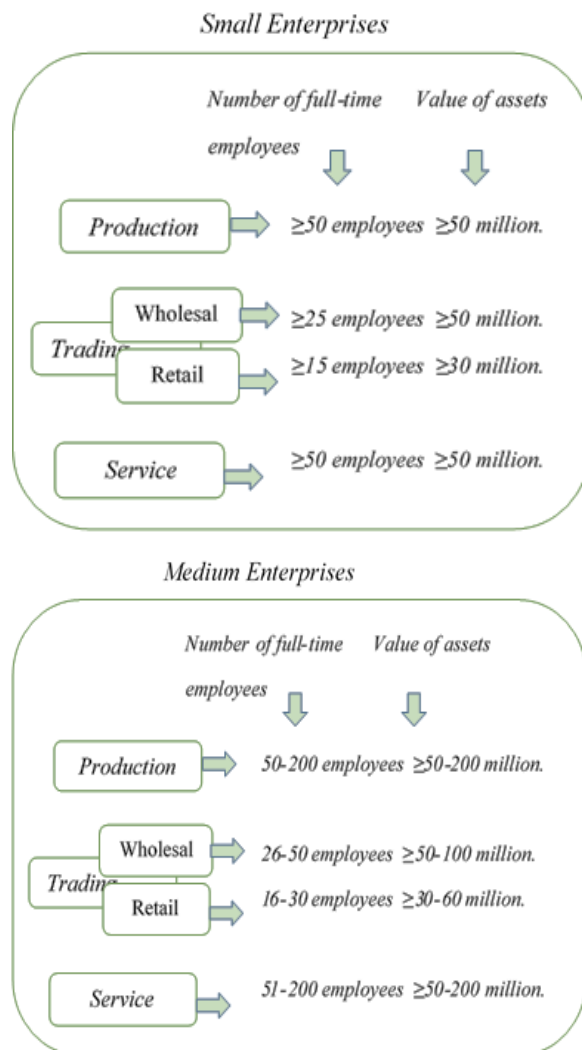 Small Enterprises
Number of full-time Value of assets
employees
Production ≥50 employees ≥50 million.
Wholesal ≥25 employees ≥50 million.
Trading
Retail ≥15 employees ≥30 million.
Service ≥50 employees ≥50 million.
Medium Enterprises
Number of full-time Value of assets
employees
Production 50-200 employees ≥50-200 million.
Wholesal 26-50 employees ≥50-100 million.
Trading
Retail 16-30 employees ≥30-60 million.
Service 51-200 employees ≥50-200 million.